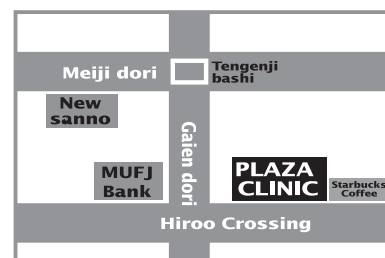 Meiji dori
Tengenji
bashi
New
sanno
Gaien dori
MUFJ
Bank
PLAZA
CLINIC
Starbucks
Coffee
Hiroo Crossing